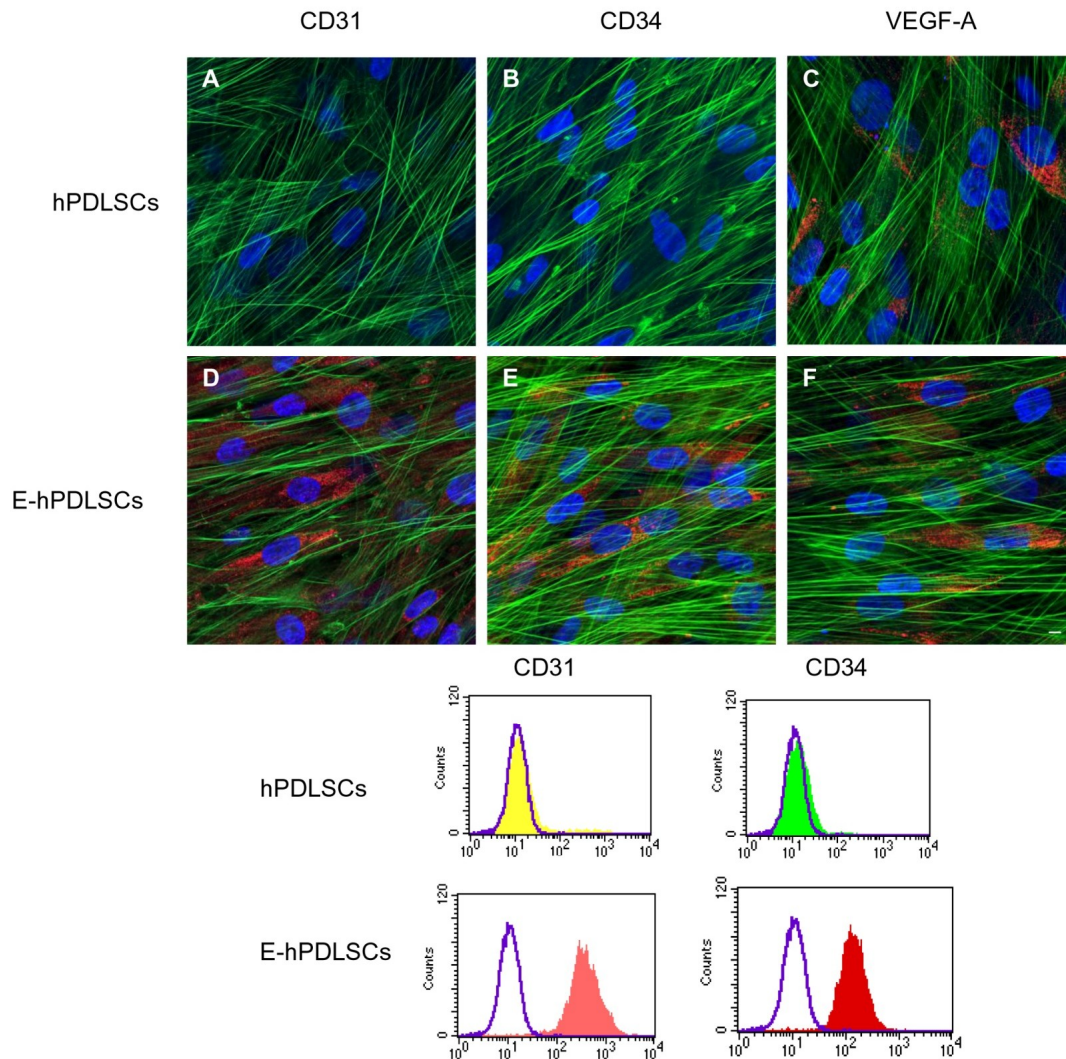 CD31 CD34 VEGF-A
A B C
hPDLSCs
D E F
E-hPDLSCs
CD31 CD34
120 120
Counts Counts
hPDLSCs
0 0
10⁰ 10¹ 10² 10³ 10⁴ 10⁰ 10¹ 10² 10³ 10⁴
120 120
Counts Counts
E-hPDLSCs
0 0
10⁰ 10¹ 10² 10³ 10⁴ 10⁰ 10¹ 10² 10³ 10⁴